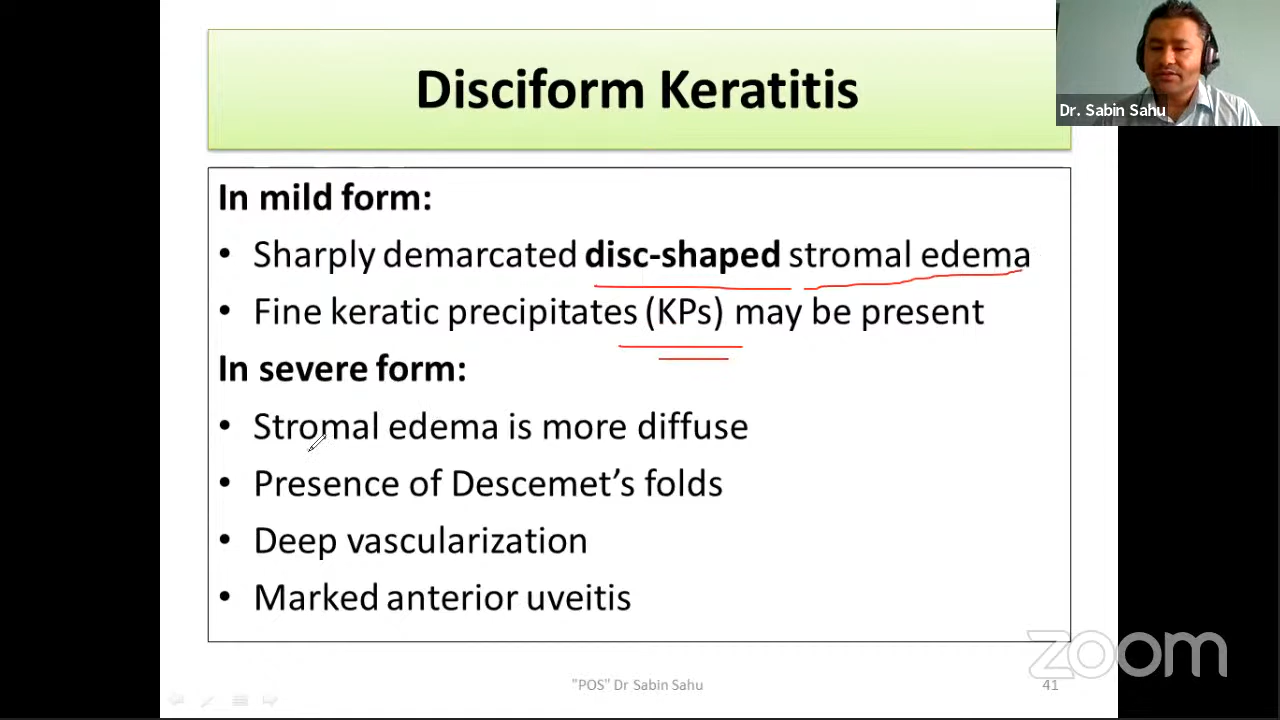 Disciform Keratitis
Dr. Sabin Sahu
In mild form:
• Sharply demarcated disc-shaped stromal edema
• Fine keratic precipitates (KPs) may be present
In severe form:
• Stromal edema is more diffuse
• Presence of Descemet’s folds
• Deep vascularization
• Marked anterior uveitis
zoom
"POS" Dr Sabin Sahu
41